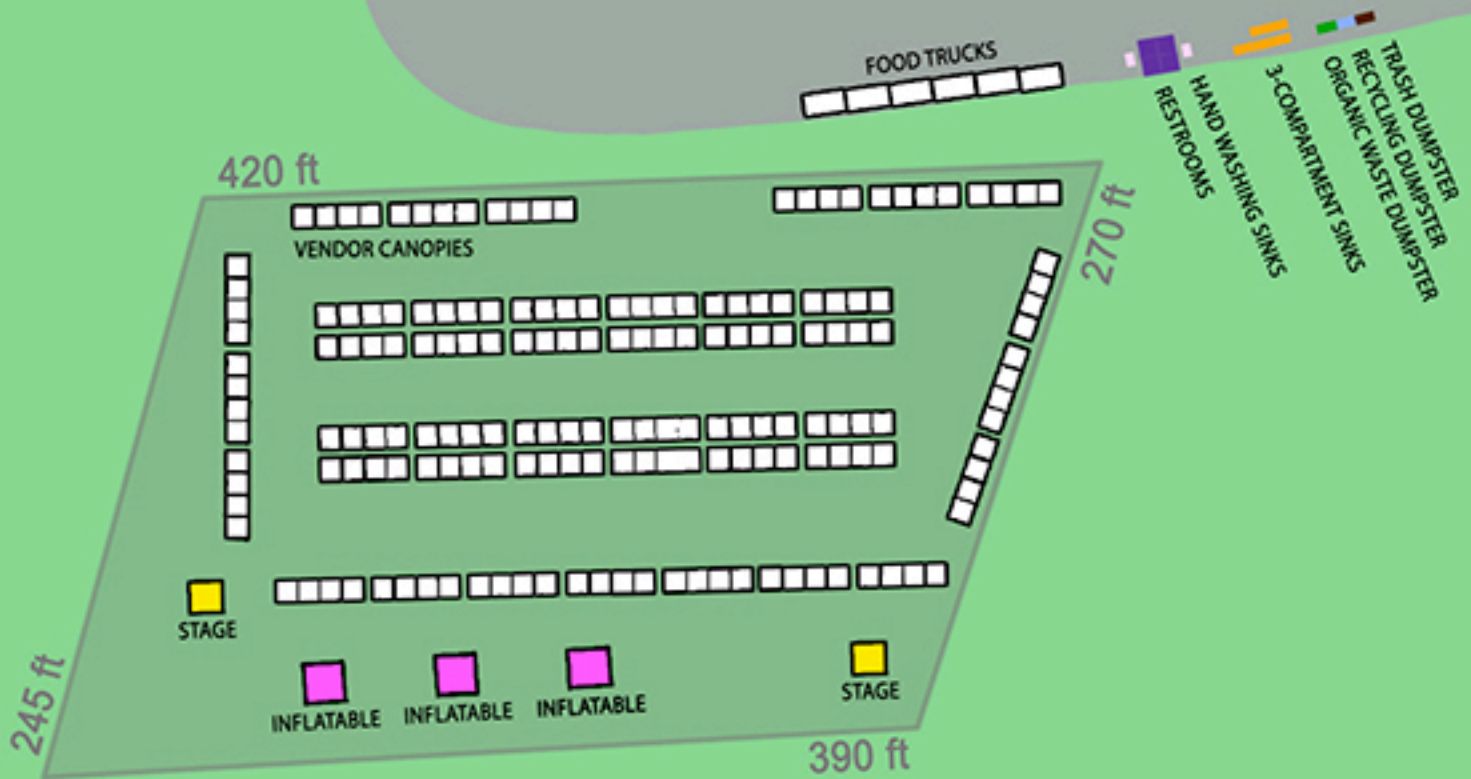 FOOD TRUCKS
RESTROOMS
HAND WASHING SINKS
3-COMPARTMENT SINKS
ORGANIC WASTE DUMPSTER
RECYCLING DUMPSTER
TRASH DUMPSTER
420 ft
270 ft
VENDOR CANOPIES
STAGE
245 ft
INFLATABLE
INFLATABLE
INFLATABLE
STAGE
390 ft